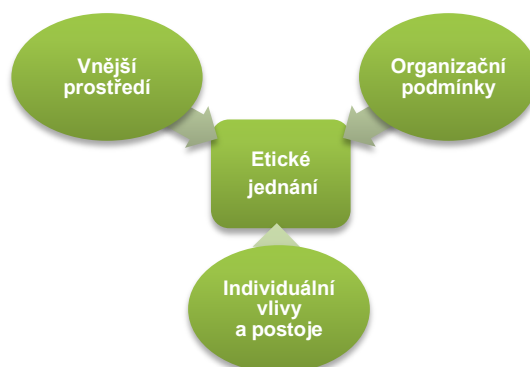 Vnější
prostředí
Organizační
podmínky
Etické
jednání
Individuální
vlivy
a postoje